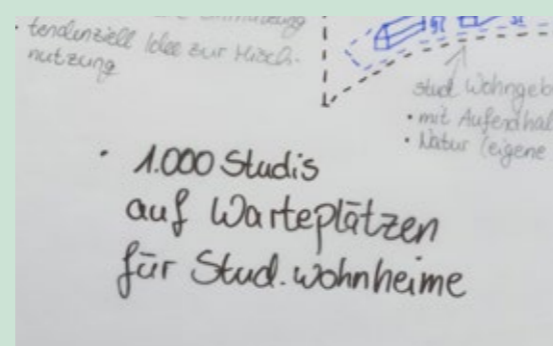 tendenziell Idee zur Misch-
nutzung
stud. Wohngeb
• mit Aufenthal
• Natur (eigene
• 1.000 Studis
auf Warteplätzen
für Stud. wohnheime